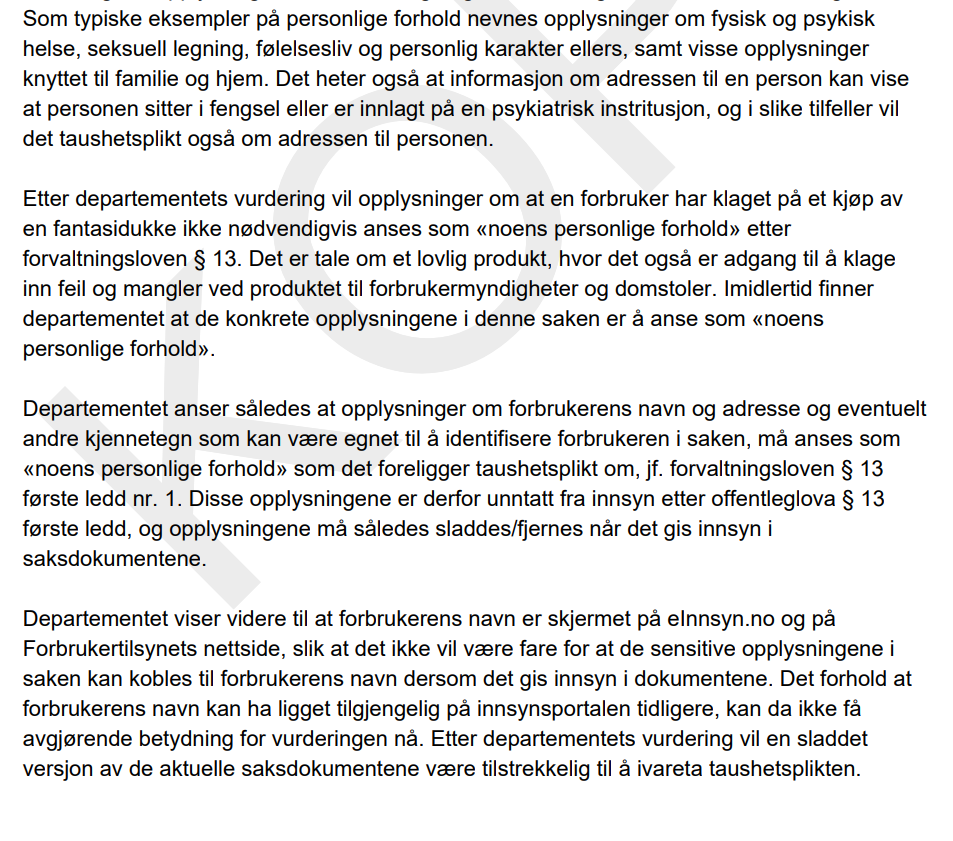 Som typiske eksempler på personlige forhold nevnes opplysninger om fysisk og psykisk
helse, seksuell legning, følelsesliv og personlig karakter ellers, samt visse opplysninger
knyttet til familie og hjem. Det heter også at informasjon om adressen til en person kan vise
at personen sitter i fengsel eller er innlagt på en psykiatrisk instritusjon, og i slike tilfeller vil
det taushetsplikt også om adressen til personen.
Etter departementets vurdering vil opplysninger om at en forbruker har klaget på et kjøp av
en fantasidukke ikke nødvendigvis anses som «noens personlige forhold» etter
forvaltningsloven § 13. Det er tale om et lovlig produkt, hvor det også er adgang til å klage
inn feil og mangler ved produktet til forbrukermyndigheter og domstoler. Imidlertid finner
departementet at de konkrete opplysningene i denne saken er å anse som «noens
personlige forhold».
Departementet anser således at opplysninger om forbrukerens navn og adresse og eventuelt
andre kjennetegn som kan være egnet til å identifisere forbrukeren i saken, må anses som
«noens personlige forhold» som det foreligger taushetsplikt om, jf. forvaltningsloven § 13
første ledd nr. 1. Disse opplysningene er derfor unntatt fra innsyn etter offentleglova § 13
første ledd, og opplysningene må således sladdes/fjernes når det gis innsyn i
saksdokumentene.
Departementet viser videre til at forbrukerens navn er skjermet på eInnsyn.no og på
Forbrukertilsynets nettside, slik at det ikke vil være fare for at de sensitive opplysningene i
saken kan kobles til forbrukerens navn dersom det gis innsyn i dokumentene. Det forhold at
forbrukerens navn kan ha ligget tilgjengelig på innsynsportalen tidligere, kan da ikke få
avgjørende betydning for vurderingen nå. Etter departementets vurdering vil en sladdet
versjon av de aktuelle saksdokumentene være tilstrekkelig til å ivareta taushetsplikten.